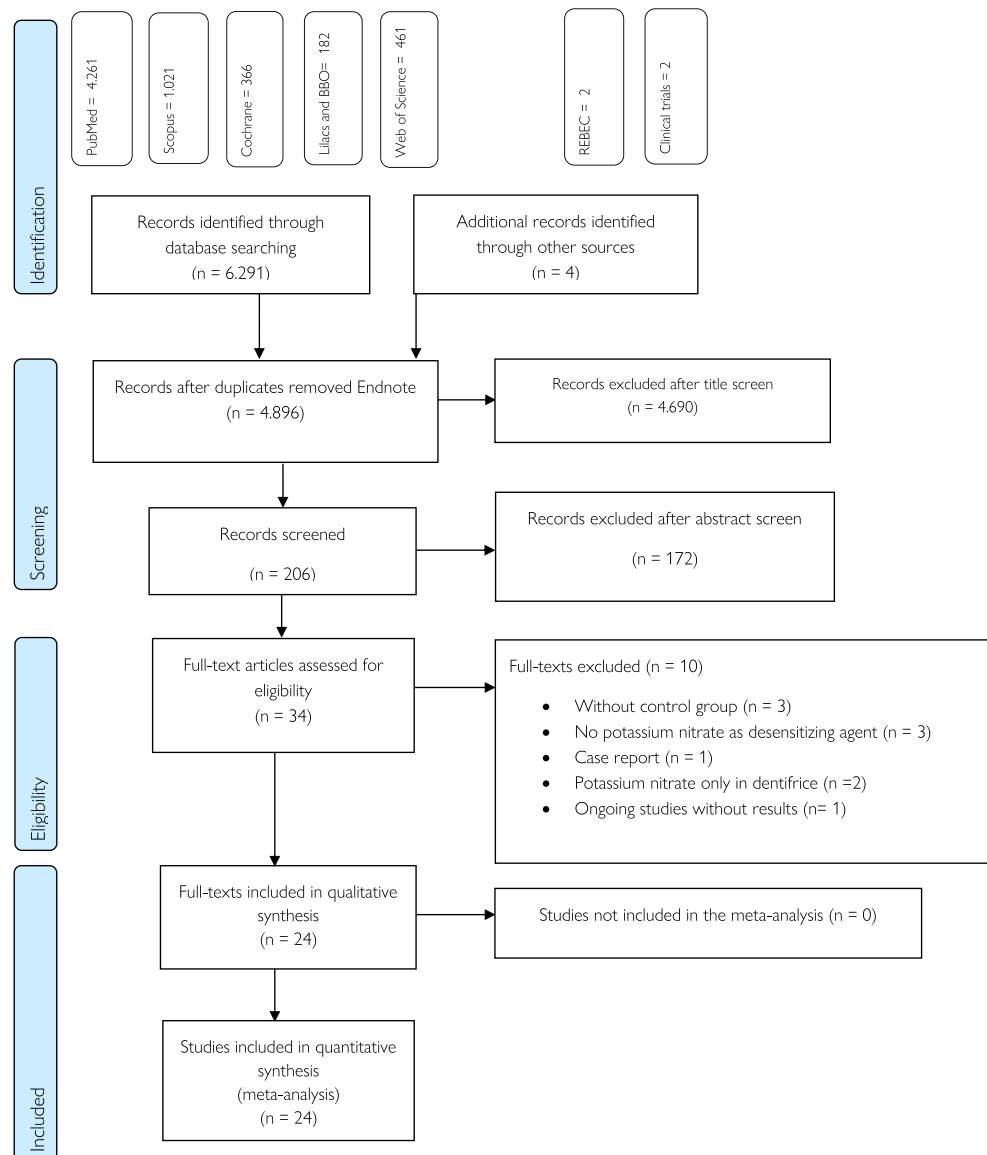 PubMed = 4.261
Scopus = 1.021
Cochrane = 366
Lilacs and BBO= 182
Web of Science = 461
REBEC = 2
Clinical trials = 2
Identification
Records identified through
database searching
(n = 6.291)
Additional records identified
through other sources
(n = 4)
Screening
Records after duplicates removed Endnote
(n = 4.896)
Records excluded after title screen
(n = 4.690)
Records screened
(n = 206)
Records excluded after abstract screen
(n = 172)
Eligibility
Full-text articles assessed for
eligibility
(n = 34)
Full-texts excluded (n = 10)
• Without control group (n = 3)
• No potassium nitrate as desensitizing agent (n = 3)
• Case report (n = 1)
• Potassium nitrate only in dentifrice (n =2)
• Ongoing studies without results (n= 1)
Included
Full-texts included in qualitative
synthesis
(n = 24)
Studies not included in the meta-analysis (n = 0)
Studies included in quantitative
synthesis
(meta-analysis)
(n = 24)